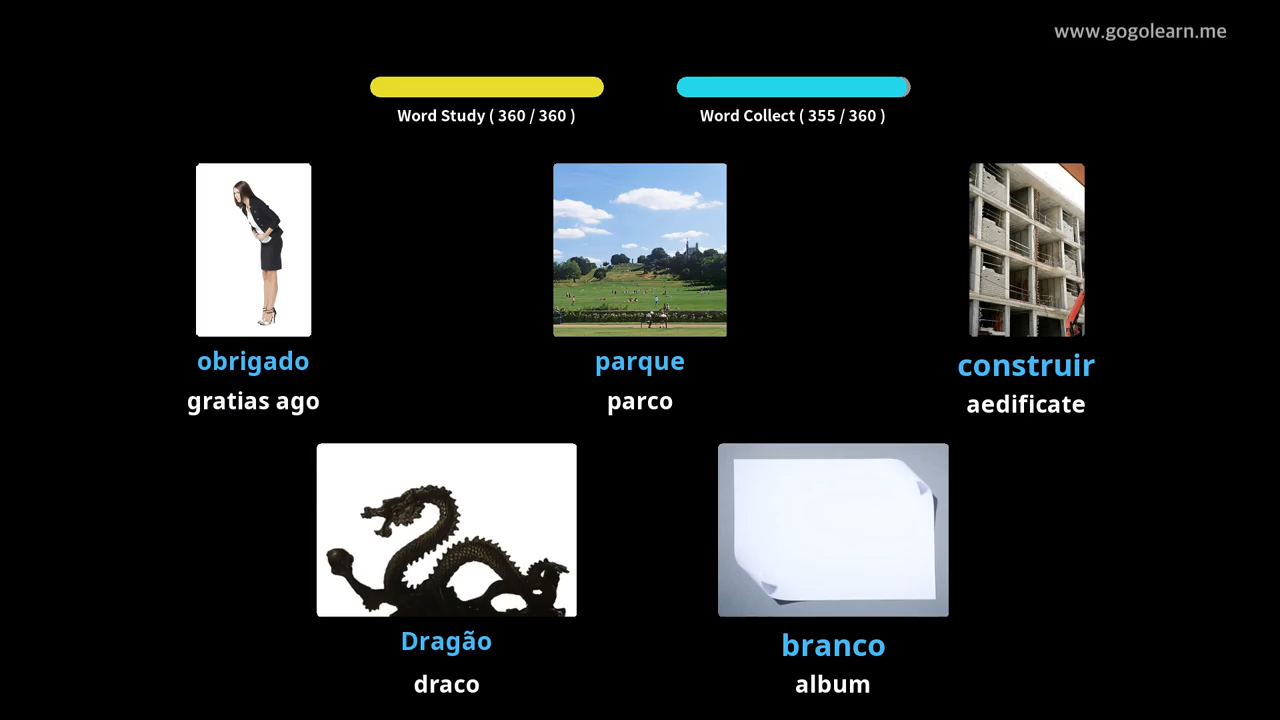 www.gogolearn.me
Word Study ( 360 / 360 )
Word Collect ( 355 / 360 )
obrigado
gratias ago
parque
parco
construir
aedificate
Dragão
draco
branco
album